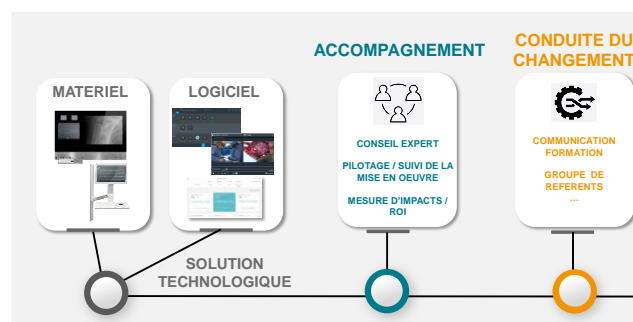 ACCOMPAGNEMENT
CONDUITE DU
CHANGEMENT
MATERIEL
LOGICIEL
CONSEIL EXPERT
PILOTAGE / SUIVI DE LA
MISE EN OEUVRE
MESURE D'IMPACTS /
ROI
COMMUNICATION
FORMATION
GROUPE DE
REFERENTS
...
SOLUTION
TECHNOLOGIQUE